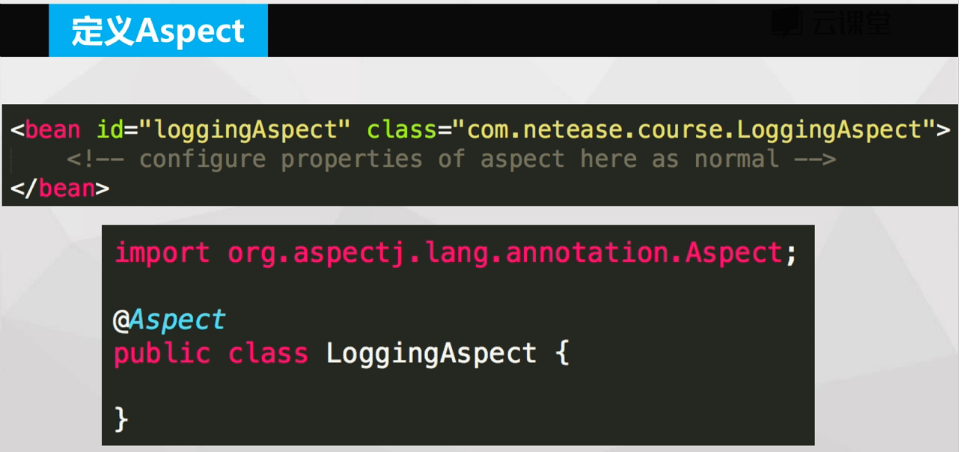 定义Aspect
云课堂
<bean id="loggingAspect" class="com.netease.course.LoggingAspect">
<!-- configure properties of aspect here as normal -->
</bean>
import org.aspectj.lang.annotation.Aspect;
@Aspect
public class LoggingAspect {
}